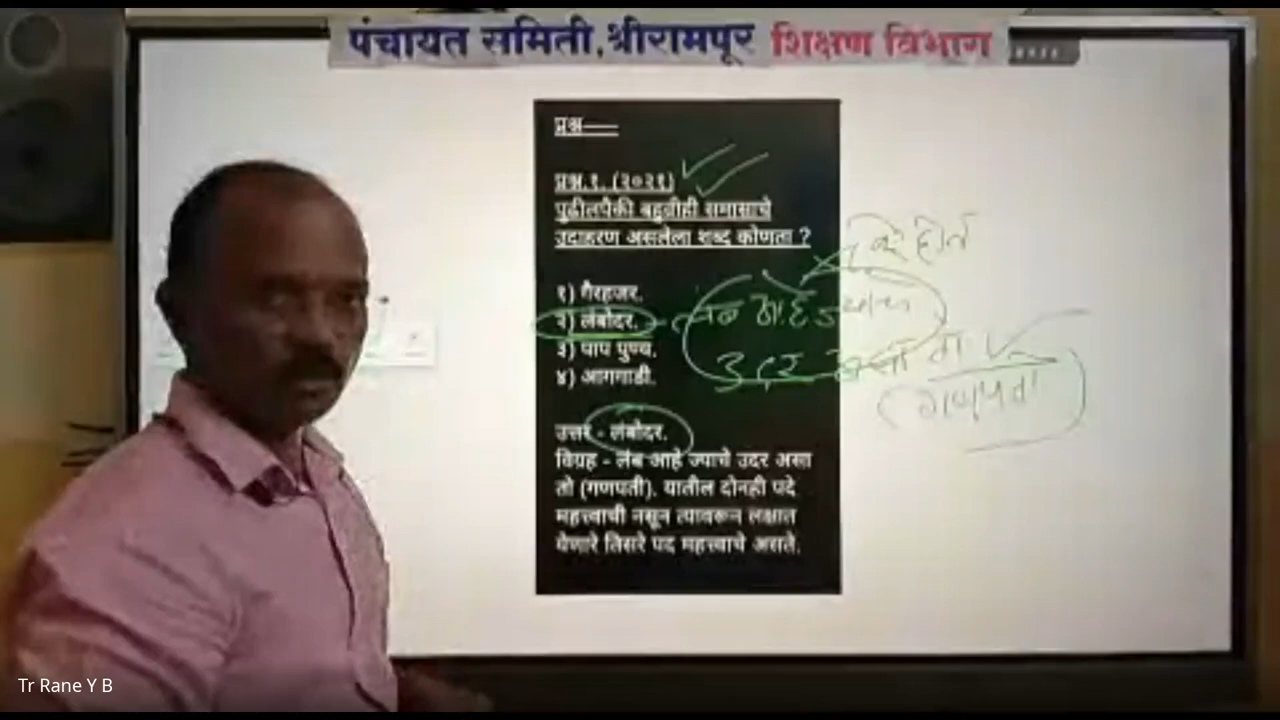 पंचायत समिती,श्रीरामपूर शिक्षण विभाग
प्रश्न—
प्रश्न.१. (२०२१)
पुढीलपैकी बहुव्रीही समासाचे
उदाहरण असलेला शब्द कोणता ?
१) गैरहजर.
२) लंबोदर.
३) पाप पुण्य.
४) आगगाडी.
उत्तर - लंबोदर.
विग्रह - लंब आहे ज्याचे उदर असा
तो (गणपती). यातील दोनही पदे
महत्त्वाची नसून त्यावरून लक्षात
येणारे तिसरे पद महत्त्वाचे असते.
उदर
गणपती
Tr Rane Y B